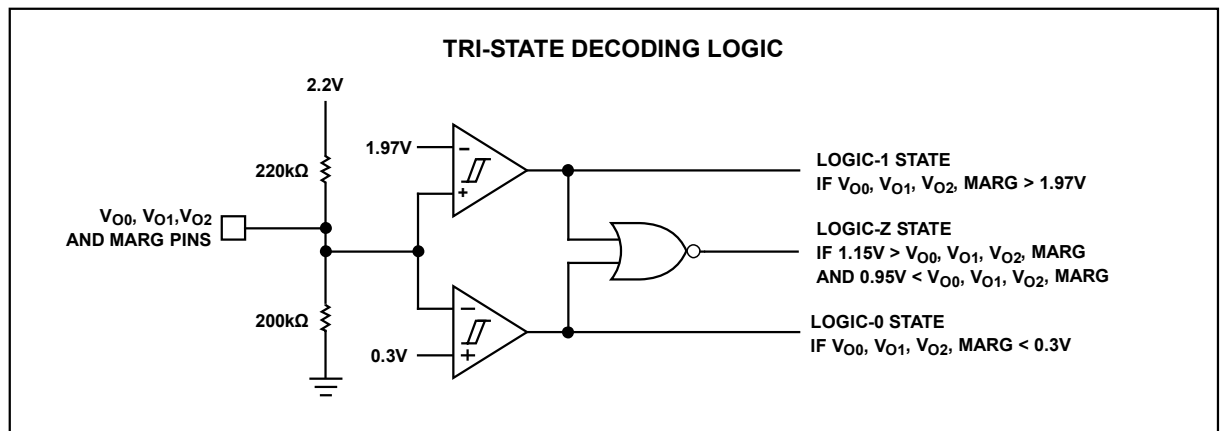 TRI-STATE DECODING LOGIC
2.2V
220kΩ
1.97V
−
+
LOGIC-1 STATE
IF VO0, VO1, VO2, MARG > 1.97V
VO0, VO1,VO2
AND MARG PINS
LOGIC-Z STATE
IF 1.15V > VO0, VO1, VO2, MARG
AND 0.95V < VO0, VO1, VO2, MARG
200kΩ
−
+
0.3V
LOGIC-0 STATE
IF VO0, VO1, VO2, MARG < 0.3V